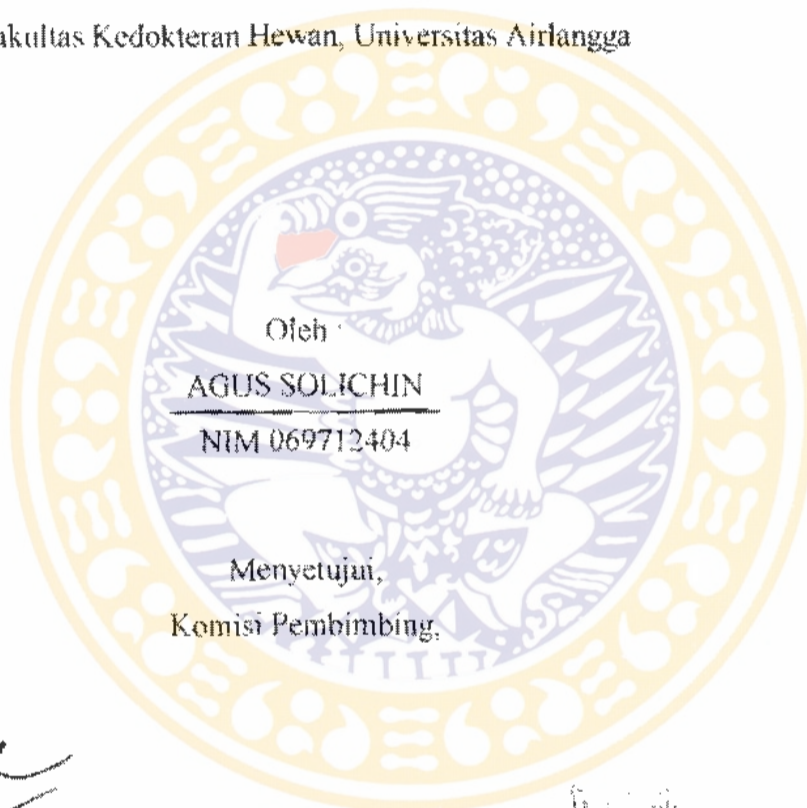 akultas Kedokteran Hewan, Universitas Airlangga
Oleh :
AGUS SOLICHIN
NIM 069712404
Menyetujui,
Komisi Pembimbing,